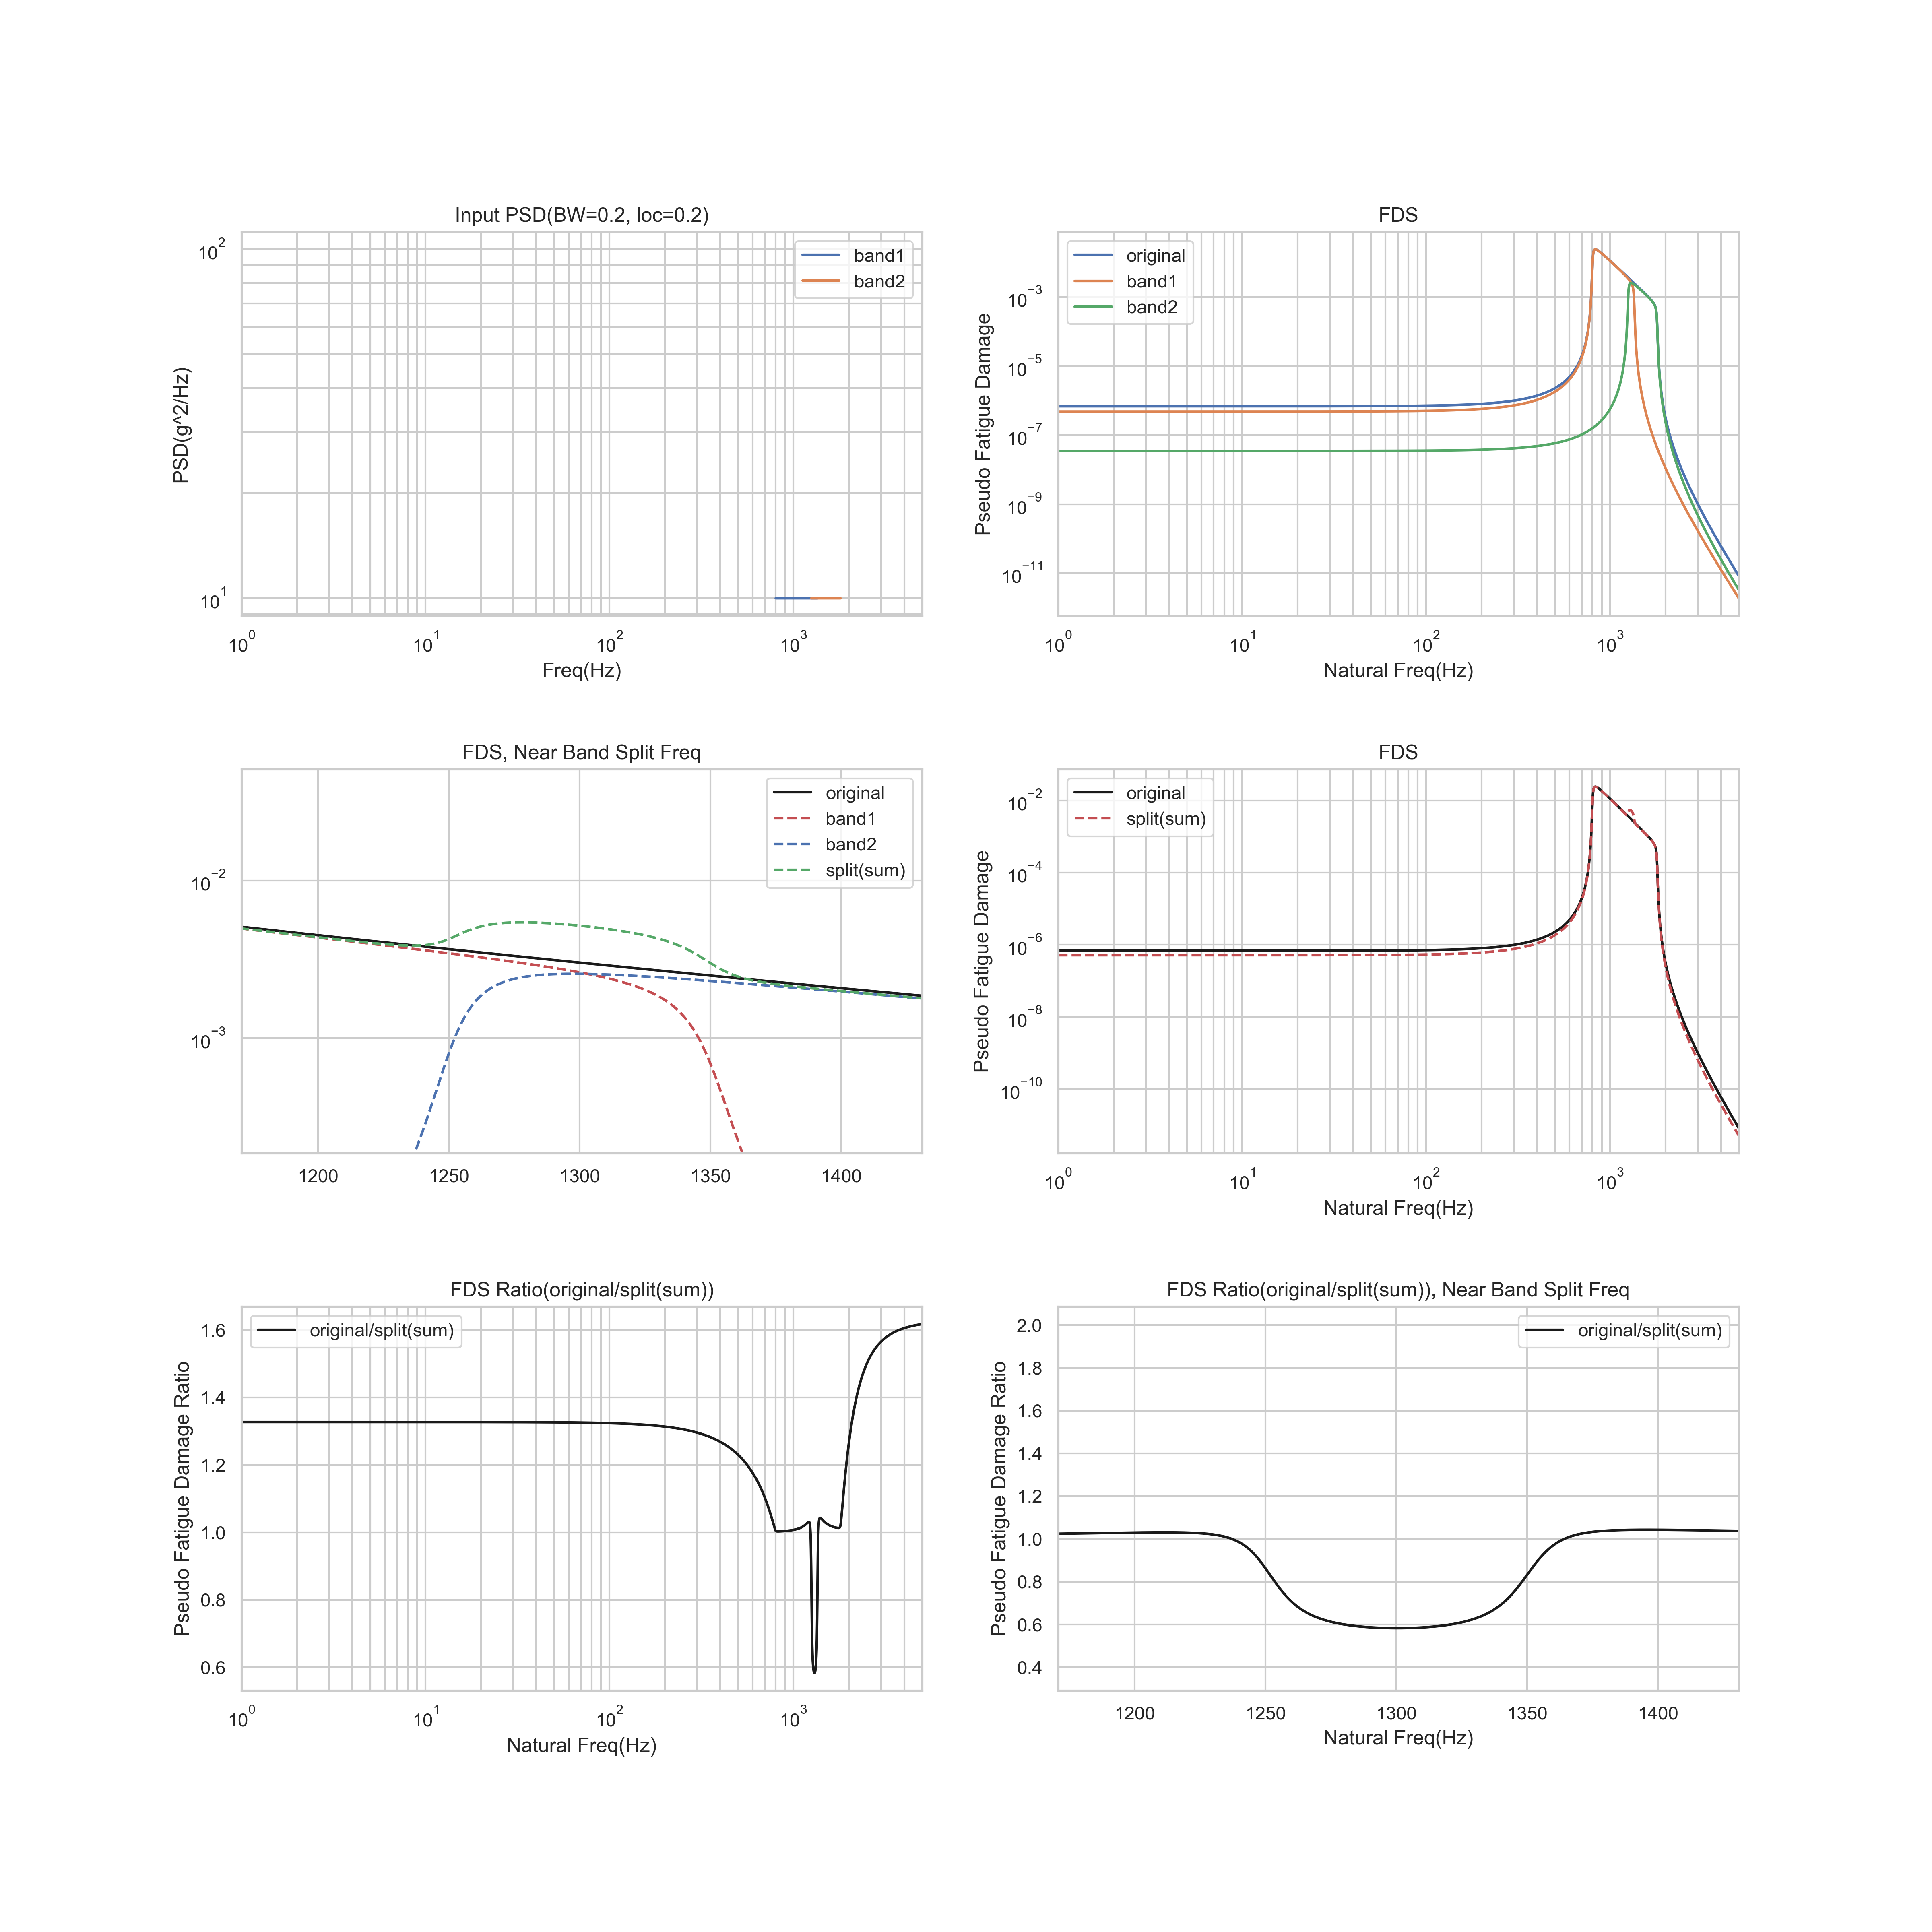 Input PSD(BW=0.2, loc=0.2)
PSD(g^2/Hz)
10^2
10^1
band1
band2
10^0 10^1 10^2 10^3
Freq(Hz)
FDS
Pseudo Fatigue Damage
10^−3
10^−5
10^−7
10^−9
10^−11
original
band1
band2
10^0 10^1 10^2 10^3
Natural Freq(Hz)
FDS, Near Band Split Freq
10^−2
10^−3
original
band1
band2
split(sum)
1200 1250 1300 1350 1400
FDS
Pseudo Fatigue Damage
10^−2
10^−4
10^−6
10^−8
10^−10
original
split(sum)
10^0 10^1 10^2 10^3
Natural Freq(Hz)
FDS Ratio(original/split(sum))
Pseudo Fatigue Damage Ratio
1.6
1.4
1.2
1.0
0.8
0.6
original/split(sum)
10^0 10^1 10^2 10^3
Natural Freq(Hz)
FDS Ratio(original/split(sum)), Near Band Split Freq
Pseudo Fatigue Damage Ratio
2.0
1.8
1.6
1.4
1.2
1.0
0.8
0.6
0.4
original/split(sum)
1200 1250 1300 1350 1400
Natural Freq(Hz)